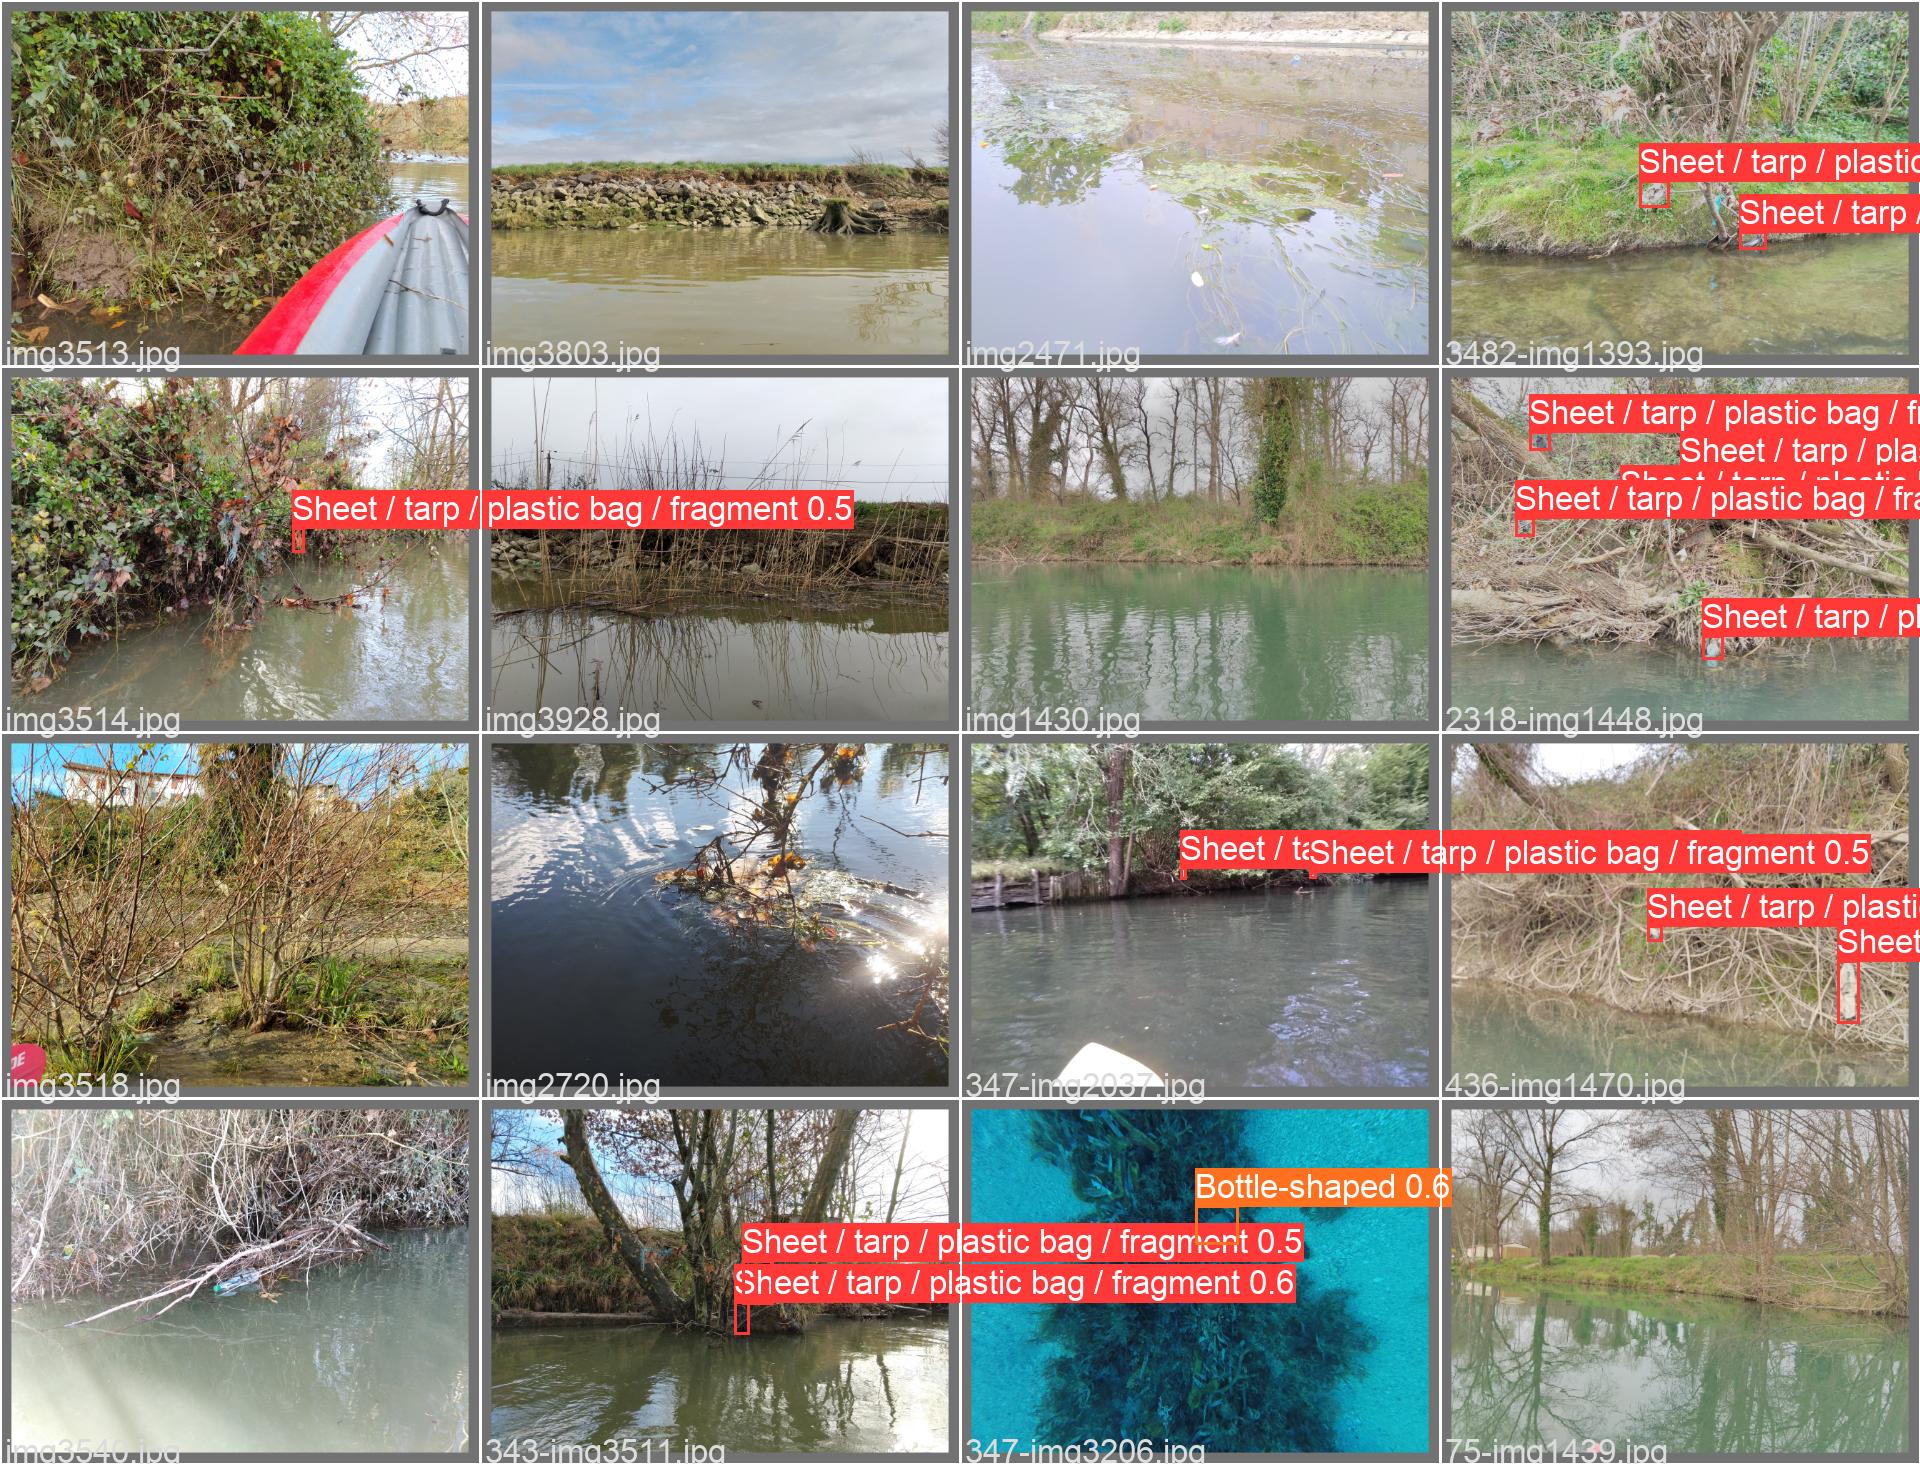 img3513.jpg
img3803.jpg
img2471.jpg
Sheet / tarp / plastic
Sheet / tarp /
3482-img1393.jpg
Sheet / tarp / plastic bag / fragment 0.5
img3514.jpg
img3928.jpg
img1430.jpg
Sheet / tarp / plastic bag / f
Sheet / tarp / pla
Sheet / tarp / plastic
Sheet / tarp / plastic bag / fra
Sheet / tarp / pl
2318-img1448.jpg
DE
img3518.jpg
img2720.jpg
Sheet / ta
Sheet / tarp / plastic bag / fragment 0.5
347-img2037.jpg
Sheet / tarp / plasti
Sheet
436-img1470.jpg
img3540.jpg
Sheet / tarp / plastic bag / fragment 0.5
Sheet / tarp / plastic bag / fragment 0.6
343-img3511.jpg
Bottle-shaped 0.6
347-img3206.jpg
75-img1439.jpg